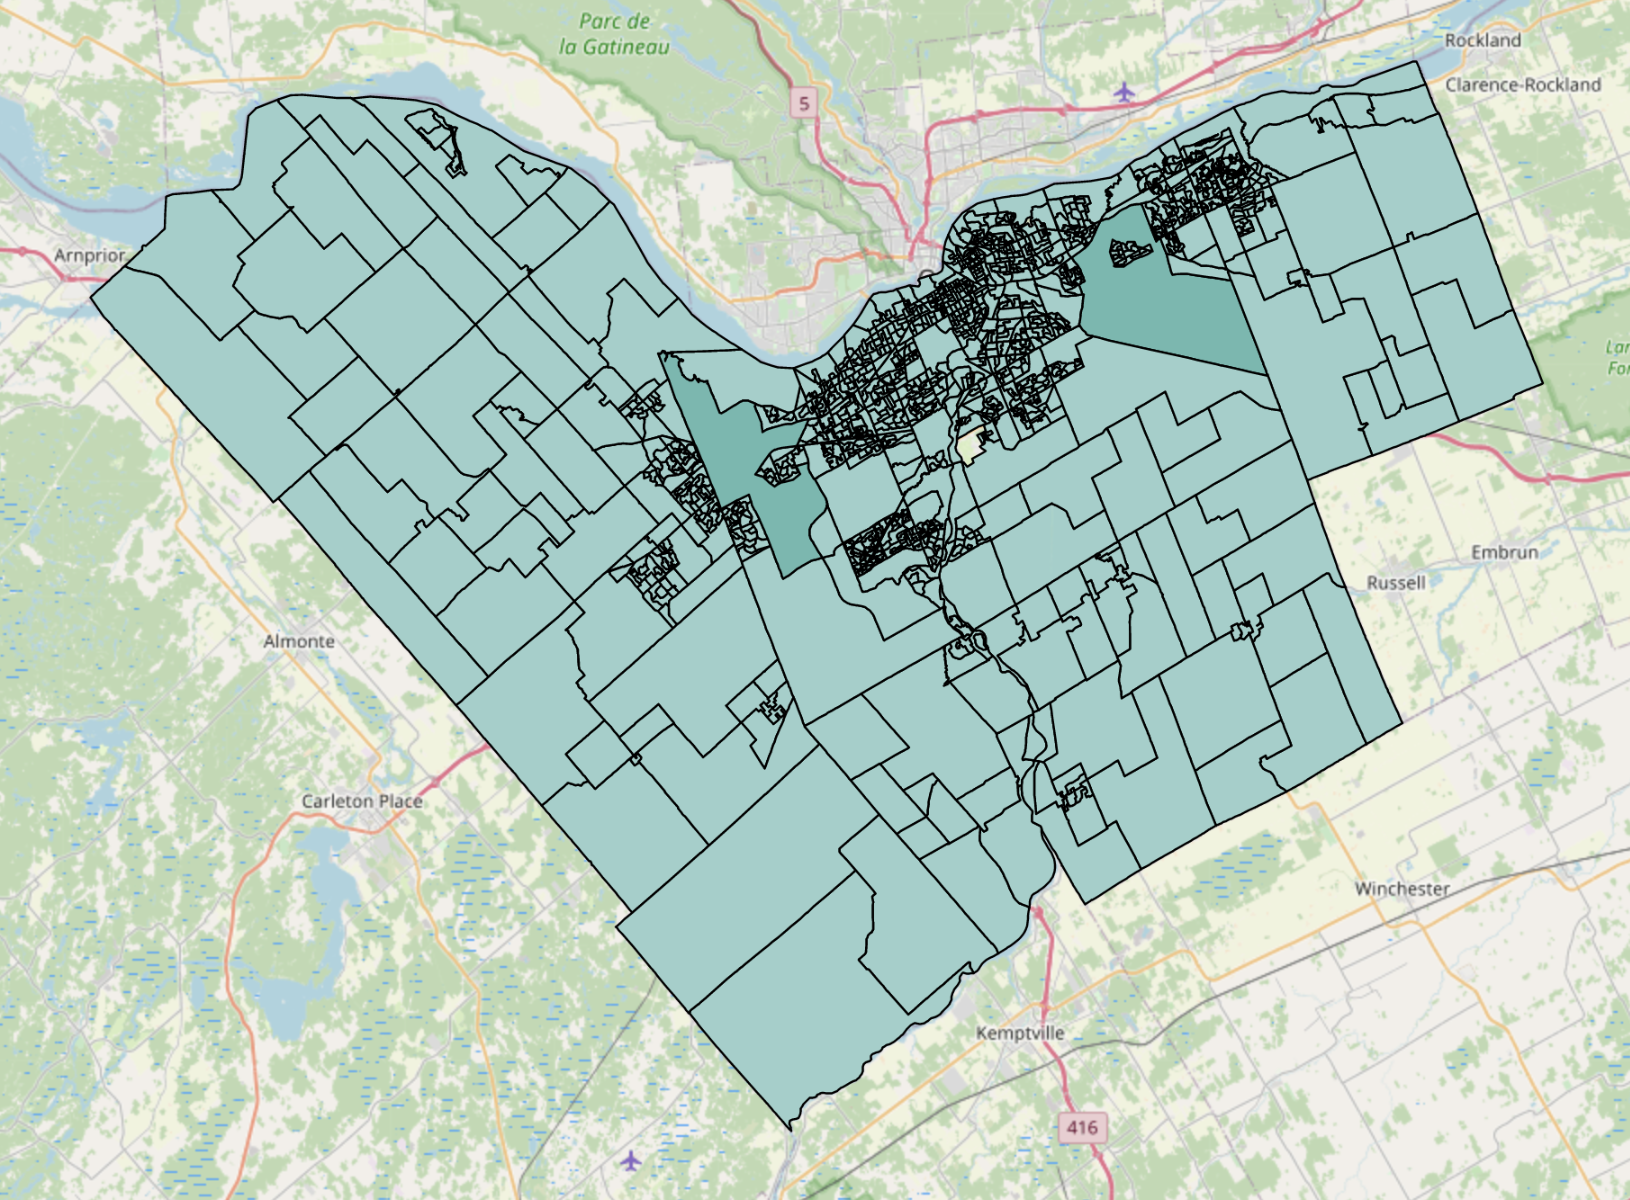 Parc de
la Gatineau
Rockland
Clarence-Rockland
5
Arnprior
Lar
For
Embrun
Russell
Almonte
Carleton Place
Winchester
Kemptville
416